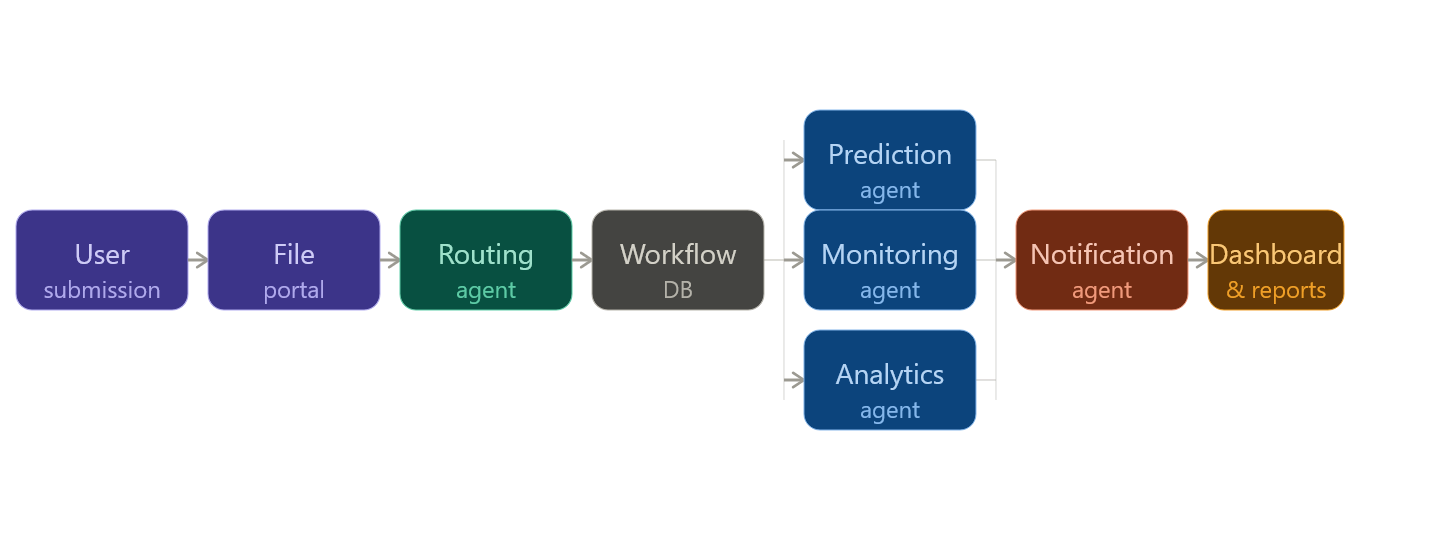 User
submission
File
portal
Routing
agent
Workflow
DB
Prediction
agent
Monitoring
agent
Analytics
agent
Notification
agent
Dashboard
& reports